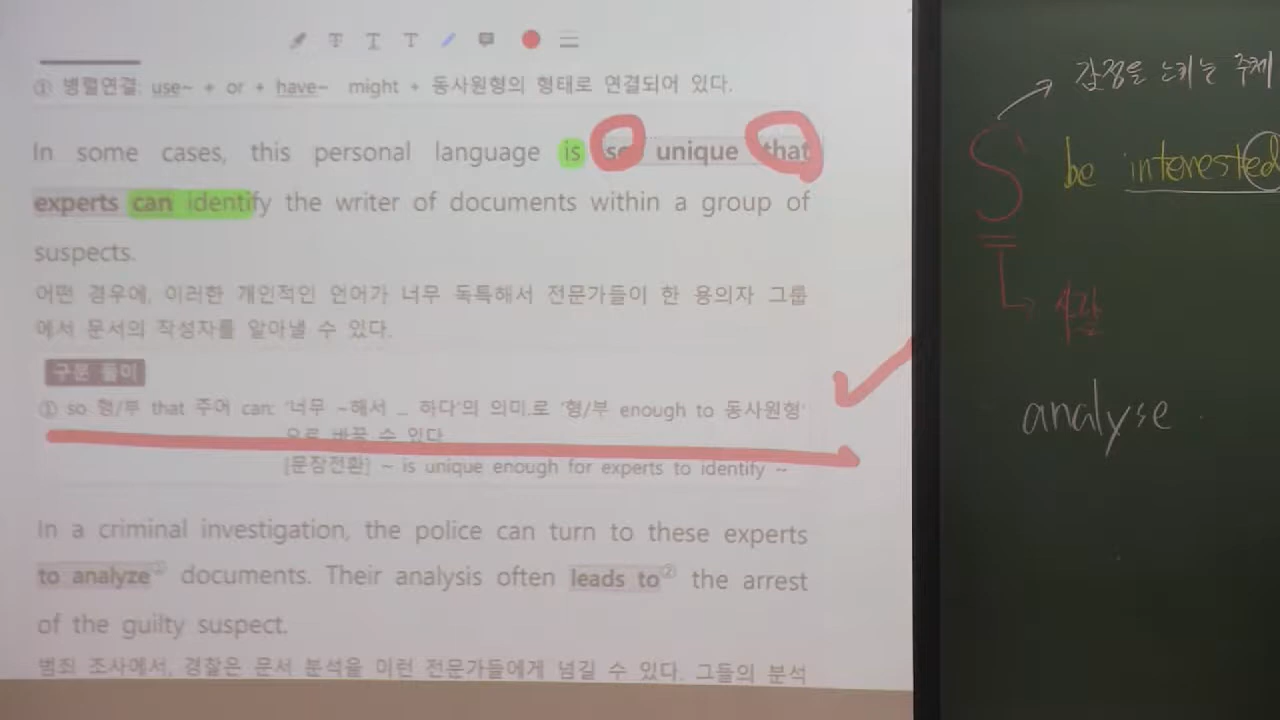 ① 병렬연결: use~ + or + have~ might + 동사원형의 형태로 연결되어 있다.
In some cases, this personal language is so unique that
experts can identify the writer of documents within a group of
suspects.
어떤 경우에, 이러한 개인적인 언어가 너무 독특해서 전문가들이 한 용의자 그룹
에서 문서의 작성자를 알아낼 수 있다.
구문 풀이
① so 형/부 that 주어 can: '너무 ~해서 … 하다'의 의미로 '형/부 enough to 동사원형'
으로 바꿀 수 있다
[문장전환] ~ is unique enough for experts to identify ~
In a criminal investigation, the police can turn to these experts
to analyze① documents. Their analysis often leads to② the arrest
of the guilty suspect.
범죄 조사에서, 경찰은 문서 분석을 이런 전문가들에게 넘길 수 있다. 그들의 분석
감정을 느끼는 주체
S be interested
사람
analyse